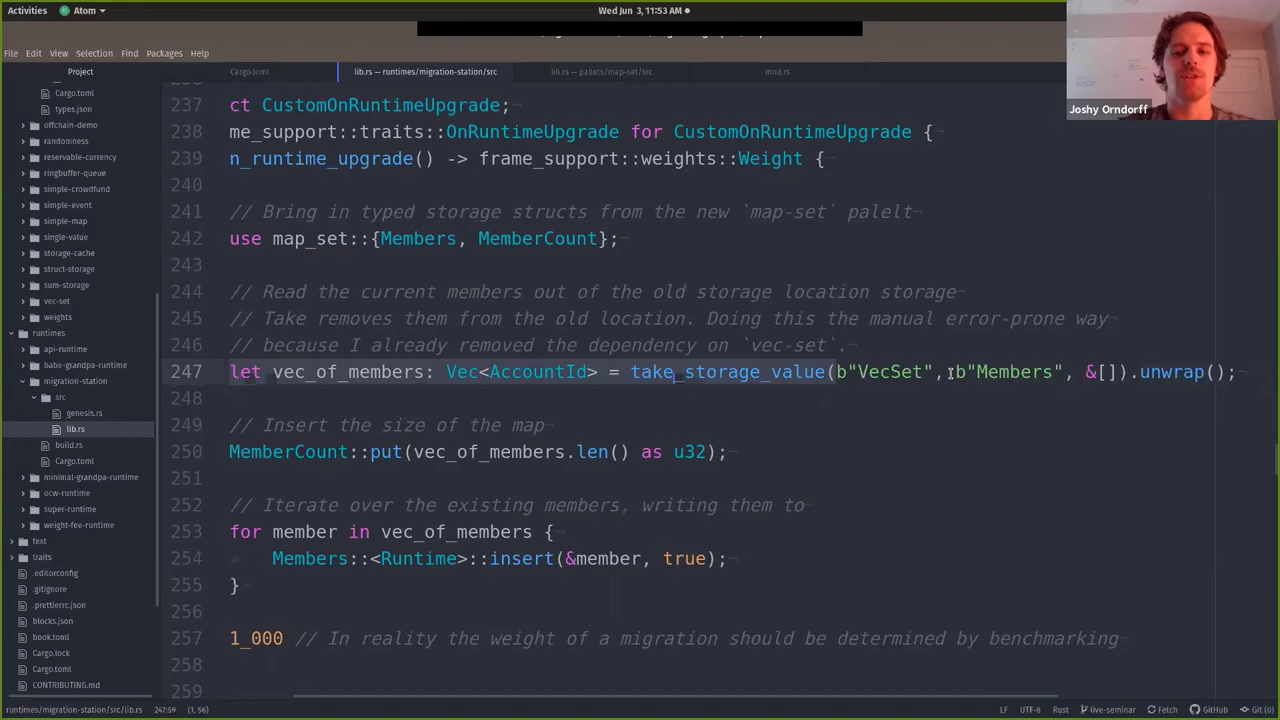 Activities
Atom
Wed Jun 3, 11:53 AM
File Edit View Selection Find Packages Help
Project
Cargo.toml
lib.rs — runtimes/migration-station/src
lib.rs — pallets/map-set/src
mod.rs
Joshy Orndorff
Cargo.toml
types.json
offchain-demo
randomness
reservable-currency
ringbuffer-queue
simple-crowdfund
simple-event
simple-map
single-value
storage-cache
struct-storage
sum-storage
vec-set
weights
runtimes
api-runtime
babe-grandpa-runtime
migration-station
src
genesis.rs
lib.rs
build.rs
Cargo.toml
minimal-grandpa-runtime
ocw-runtime
super-runtime
weight-fee-runtime
text
traits
.editorconfig
.gitignore
.prettierrc.json
blocks.json
book.toml
Cargo.lock
Cargo.toml
CONTRIBUTING.md
237 ct CustomOnRuntimeUpgrade;
238 me_support::traits::OnRuntimeUpgrade for CustomOnRuntimeUpgrade {
239 n_runtime_upgrade() -> frame_support::weights::Weight {
240
241 // Bring in typed storage structs from the new `map-set` palelt
242 use map_set::{Members, MemberCount};
243
244 // Read the current members out of the old storage location storage
245 // Take removes them from the old location. Doing this the manual error-prone way
246 // because I already removed the dependency on `vec-set`.
247 let vec_of_members: Vec<AccountId> = take_storage_value(b"VecSet", b"Members", &[]).unwrap();
248
249 // Insert the size of the map
250 MemberCount::put(vec_of_members.len() as u32);
251
252 // Iterate over the existing members, writing them to
253 for member in vec_of_members {
254 Members::<Runtime>::insert(&member, true);
255 }
256
257 1_000 // In reality the weight of a migration should be determined by benchmarking
258
259
runtimes/migration-station/src/lib.rs 247:59 (1, 56)
LF UTF-8 Rust live-seminar Fetch GitHub Git (0)